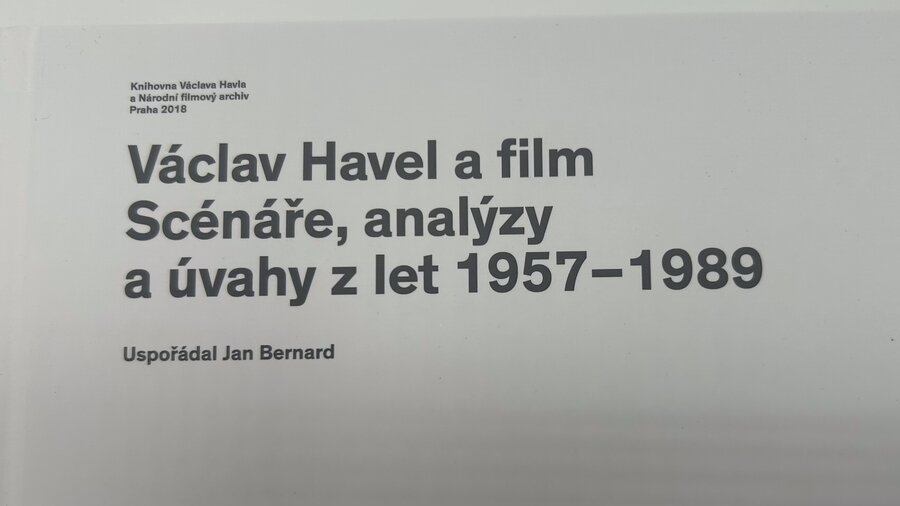 Knihovna Václava Havla
a Národní filmový archiv
Praha 2018
Václav Havel a film
Scénáře, analýzy
a úvahy z let 1957–1989
Uspořádal Jan Bernard